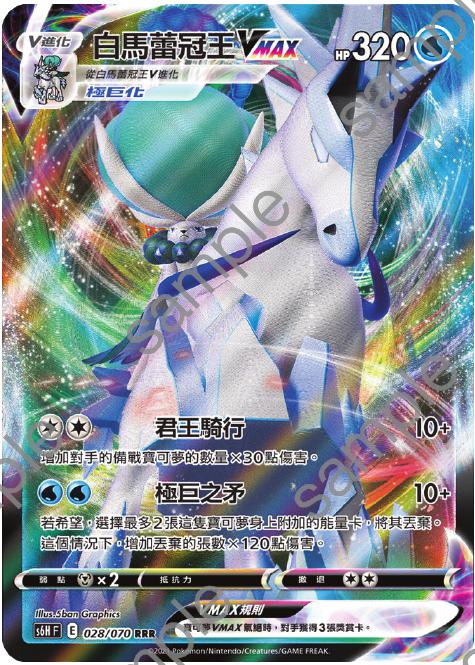 V進化
白馬蕾冠王VMAX
HP320
從白馬蕾冠王V進化
極巨化
君王騎行 10+
增加對手的備戰寶可夢的數量×30點傷害。
極巨之矛 10+
若希望，選擇最多2張這隻寶可夢身上附加的能量卡，將其丟棄。
這個情況下，增加丟棄的張數×120點傷害。
弱點 ×2 抵抗力 撤退
Illus.5ban Graphics
VMAX規則
s6H F E 028/070 RRR
寶可夢VMAX氣絕時，對手獲得3張獎賞卡。
©2021 Pokémon/Nintendo/Creatures/GAME FREAK.
sample
sample
sample
sample
sample
sample